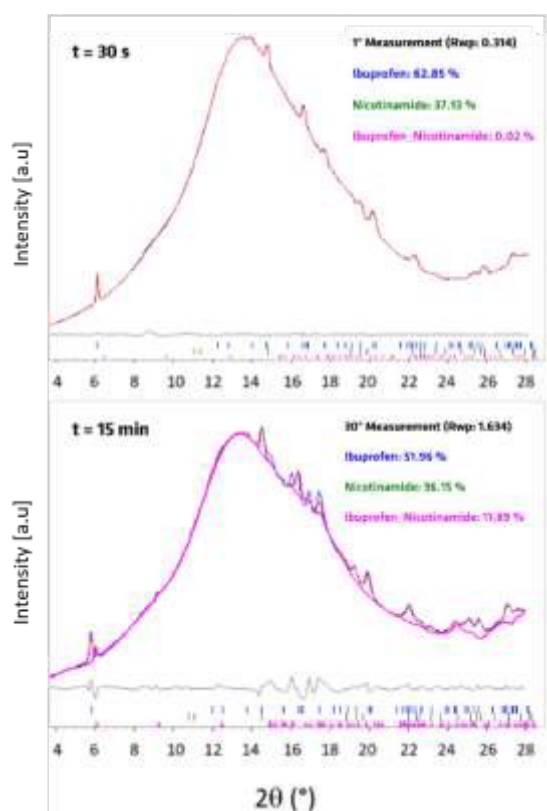 t = 30 s
1° Measurement (Rwp: 0.314)
Ibuprofen: 62.85 %
Nicotinamide: 37.13 %
Ibuprofen_Nicotinamide: 0.02 %
Intensity [a.u]
4 6 8 10 12 14 16 18 20 22 24 26 28
t = 15 min
30° Measurement (Rwp: 1.634)
Ibuprofen: 51.96 %
Nicotinamide: 36.15 %
Ibuprofen_Nicotinamide: 11.89 %
Intensity [a.u]
4 6 8 10 12 14 16 18 20 22 24 26 28
2θ (°)